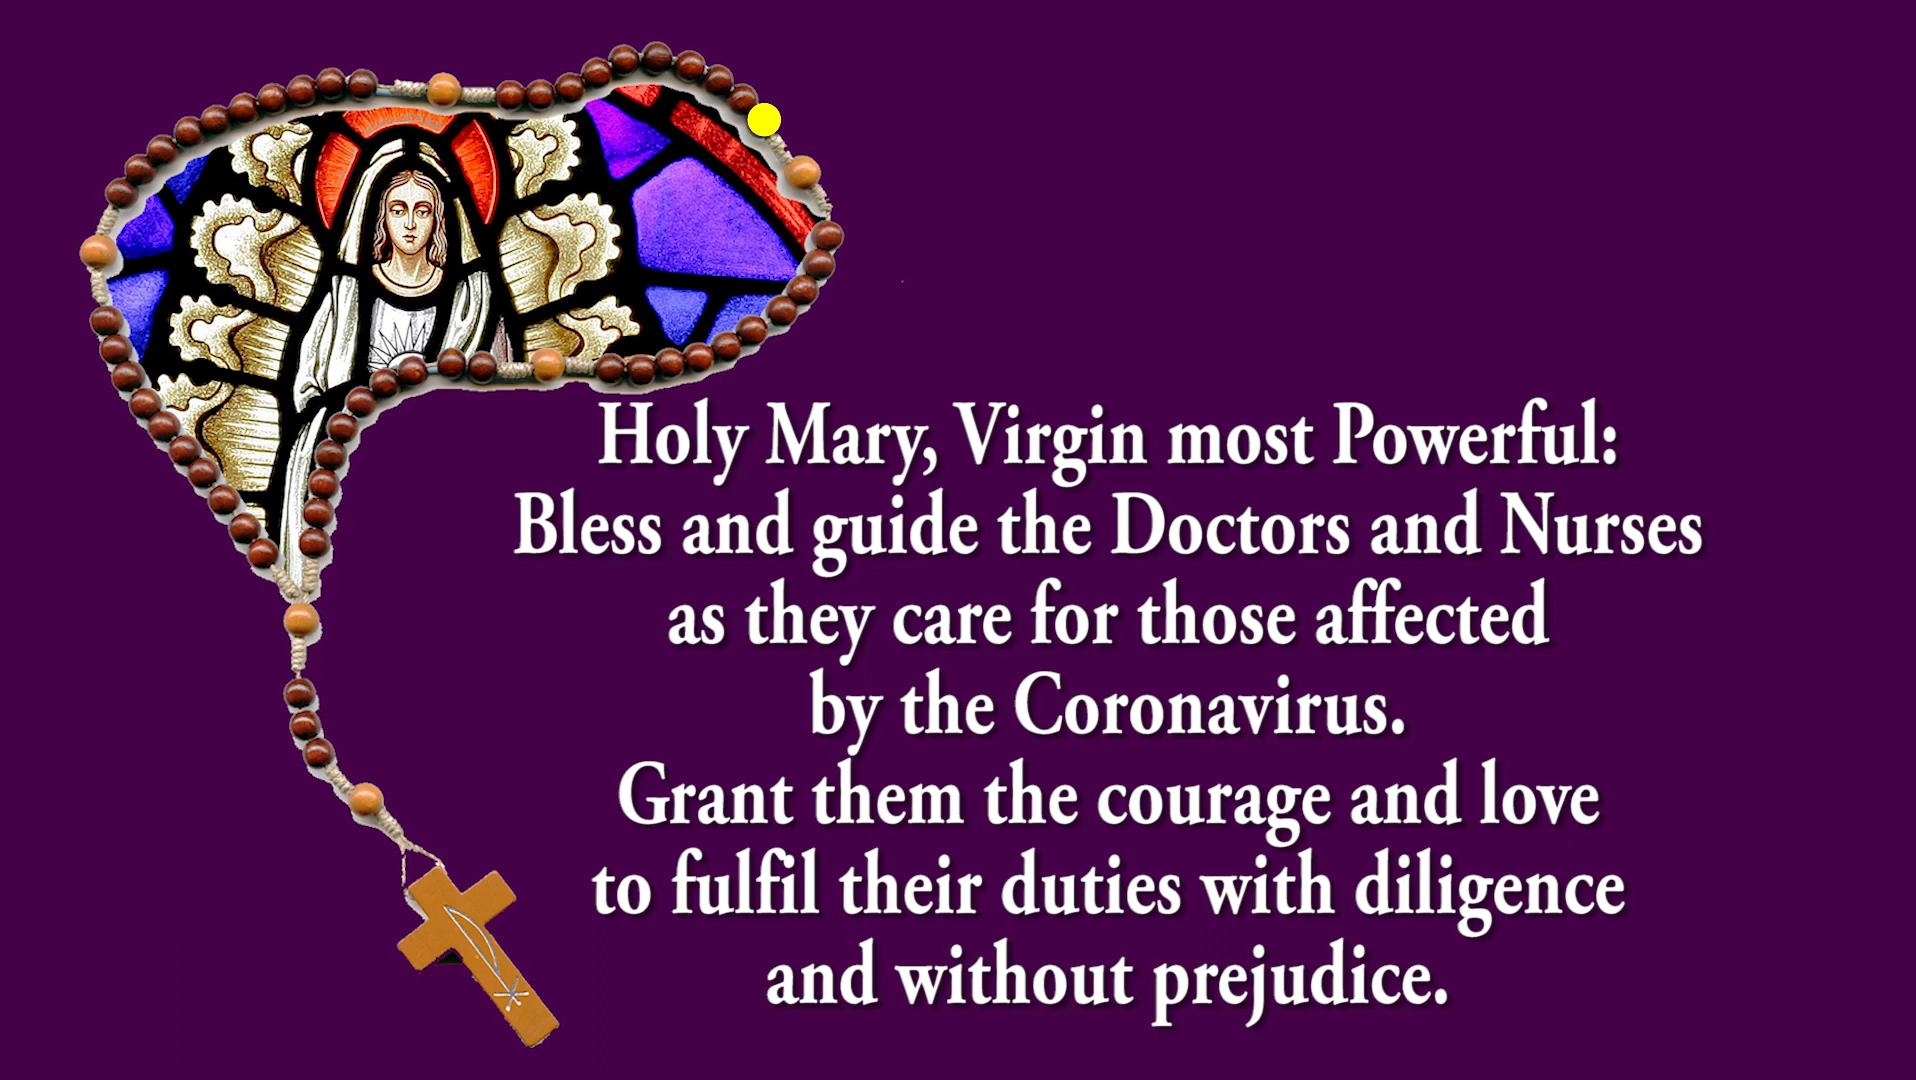 Holy Mary, Virgin most Powerful:
Bless and guide the Doctors and Nurses
as they care for those affected
by the Coronavirus.
Grant them the courage and love
to fulfil their duties with diligence
and without prejudice.